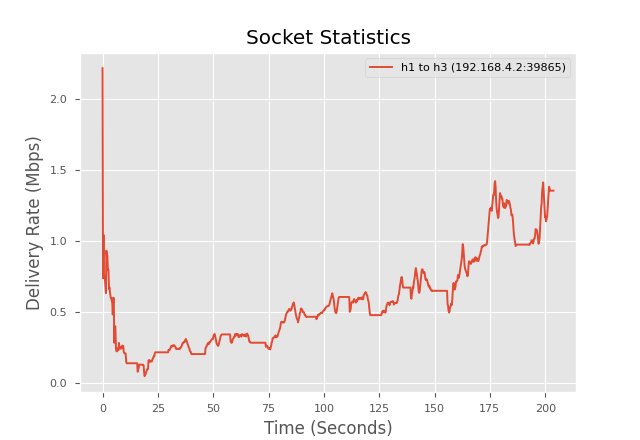 Socket Statistics
h1 to h3 (192.168.4.2:39865)
Delivery Rate (Mbps)
2.0
1.5
1.0
0.5
0.0
0 25 50 75 100 125 150 175 200
Time (Seconds)